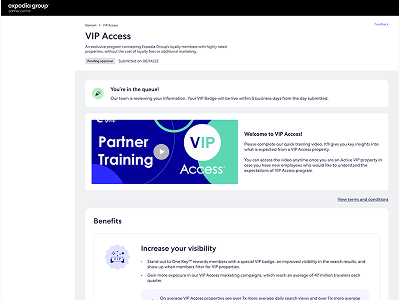 expedia group
partner central
Feedback
Connect > VIP Access
VIP Access
An exclusive program connecting Expedia Group's loyalty members with highly rated
properties, without the cost of loyalty fees or additional marketing.
Pending approval Submitted on 06/14/22
You're in the queue!
Our team is reviewing your information. Your VIP Badge will be live within 5 business days from the day submitted.
group
Partner
Training
VIP
Access
Welcome to VIP Access!
Please complete our quick training video. It'll give you key insights into
what is expected from a VIP Access property.
You can access the video anytime once you are an Active VIP property in
case you have new employees who would like to understand the
expectations of VIP Access program
View terms and conditions
Benefits
VIP
Increase your visibility
• Stand out to One Key™ rewards members with a special VIP badge, an improved visibility in the search results, and
show up when members filter for VIP properties.
• Gain more exposure in our VIP Access marketing campaigns, which reach an average of 47 million travelers each
quarter.
On average VIP Access properties see over 7x more average daily search views and over 11x more average